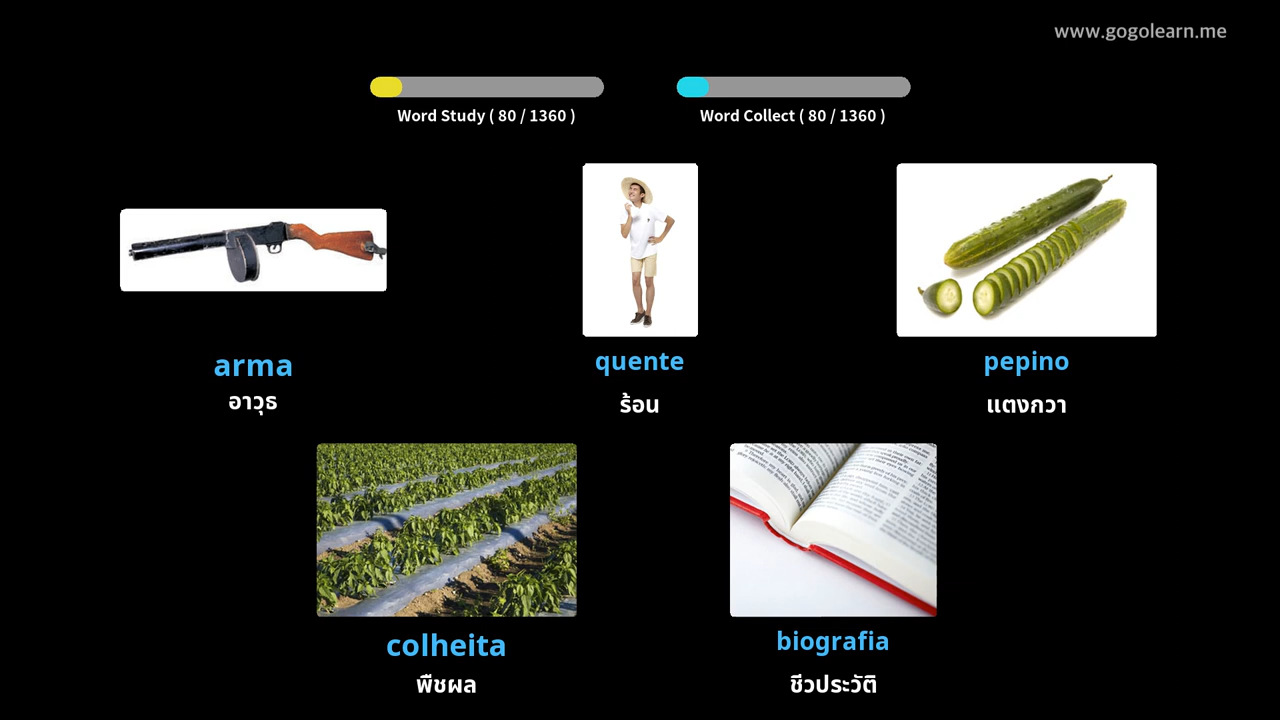 www.gogolearn.me
Word Study ( 80 / 1360 )
Word Collect ( 80 / 1360 )
arma
อาวุธ
quente
ร้อน
pepino
แตงกวา
colheita
พืชผล
biografia
ชีวประวัติ